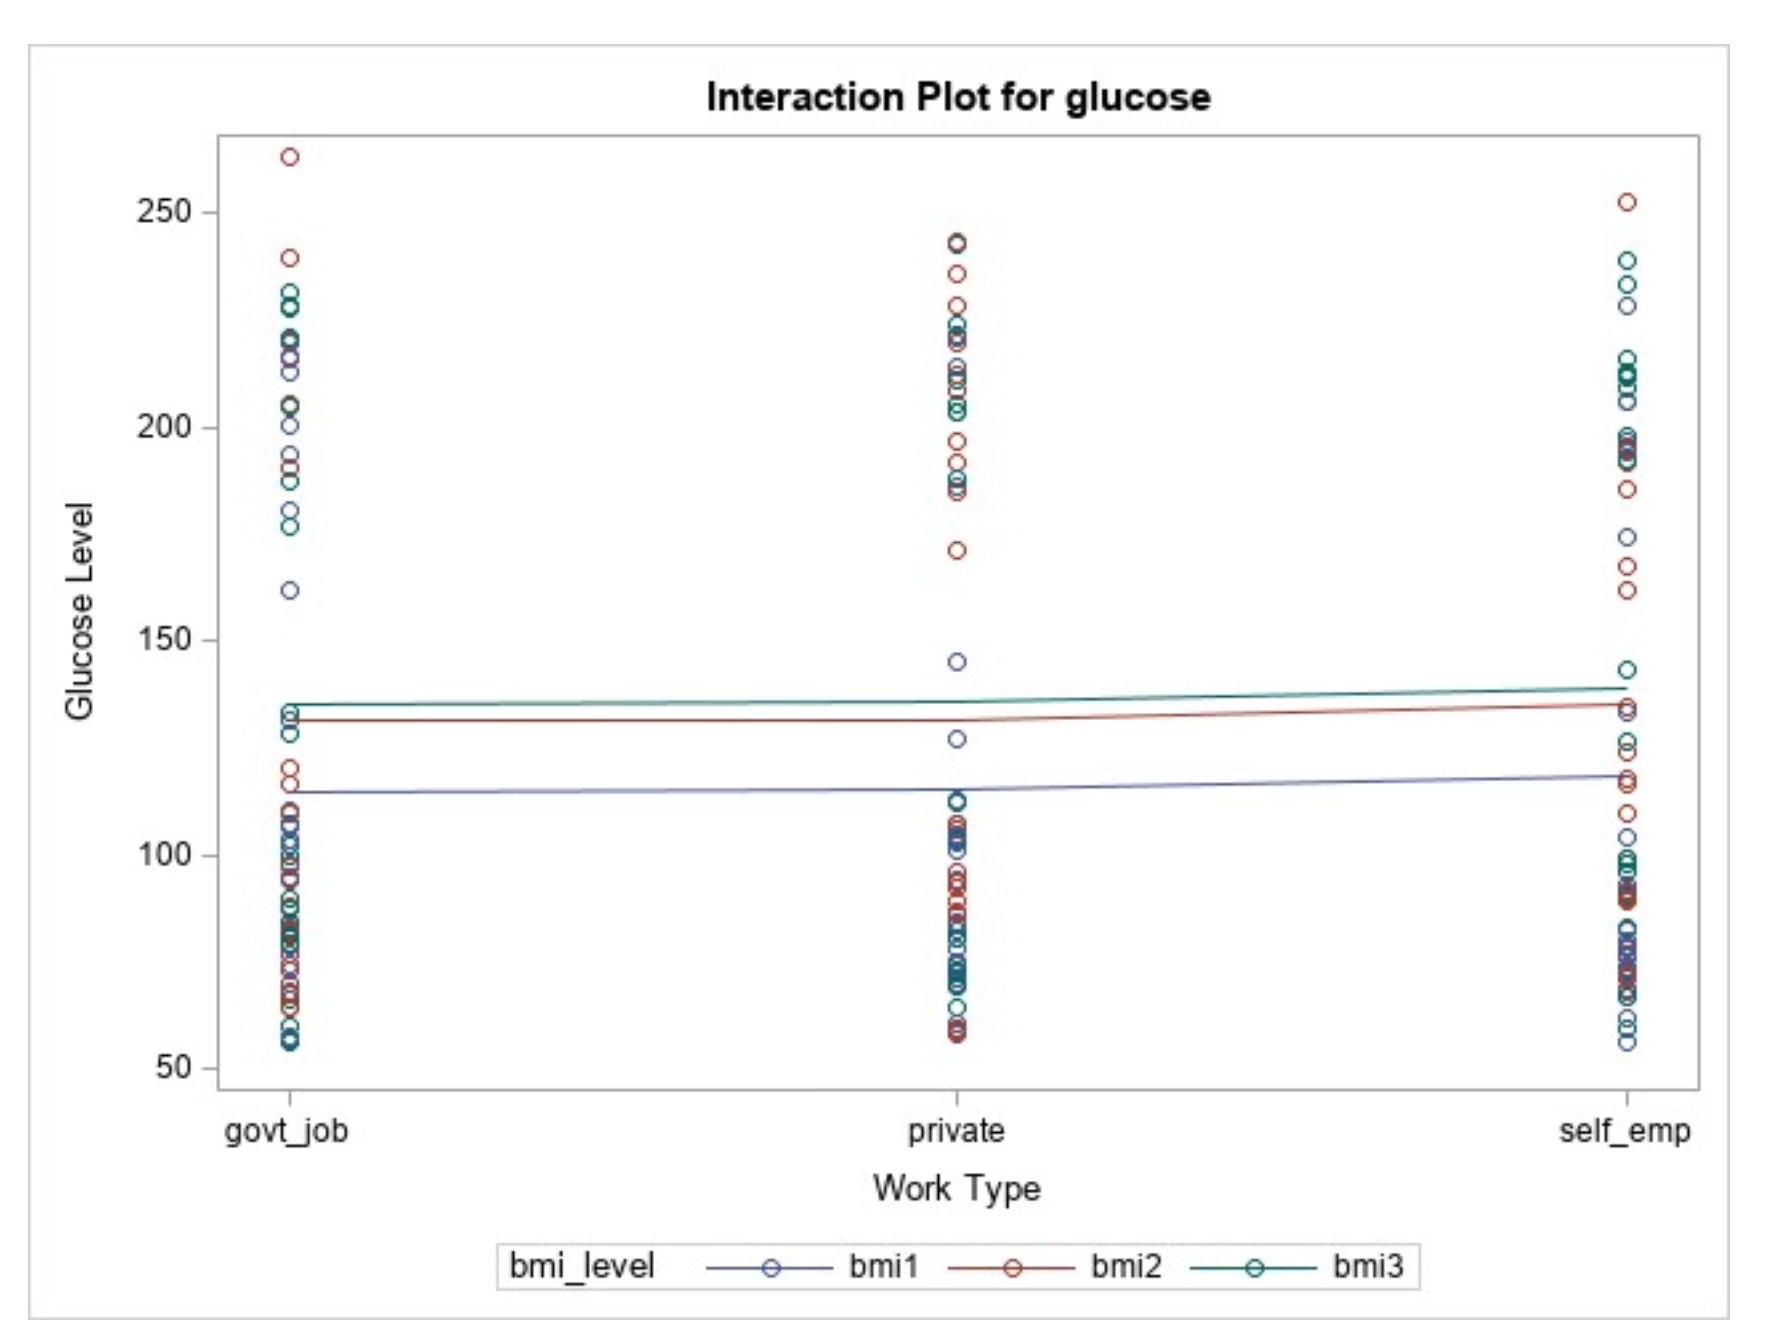 Interaction Plot for glucose
250
200
150
100
50
Glucose Level
govt_job private self_emp
Work Type
bmi_level bmi1 bmi2 bmi3